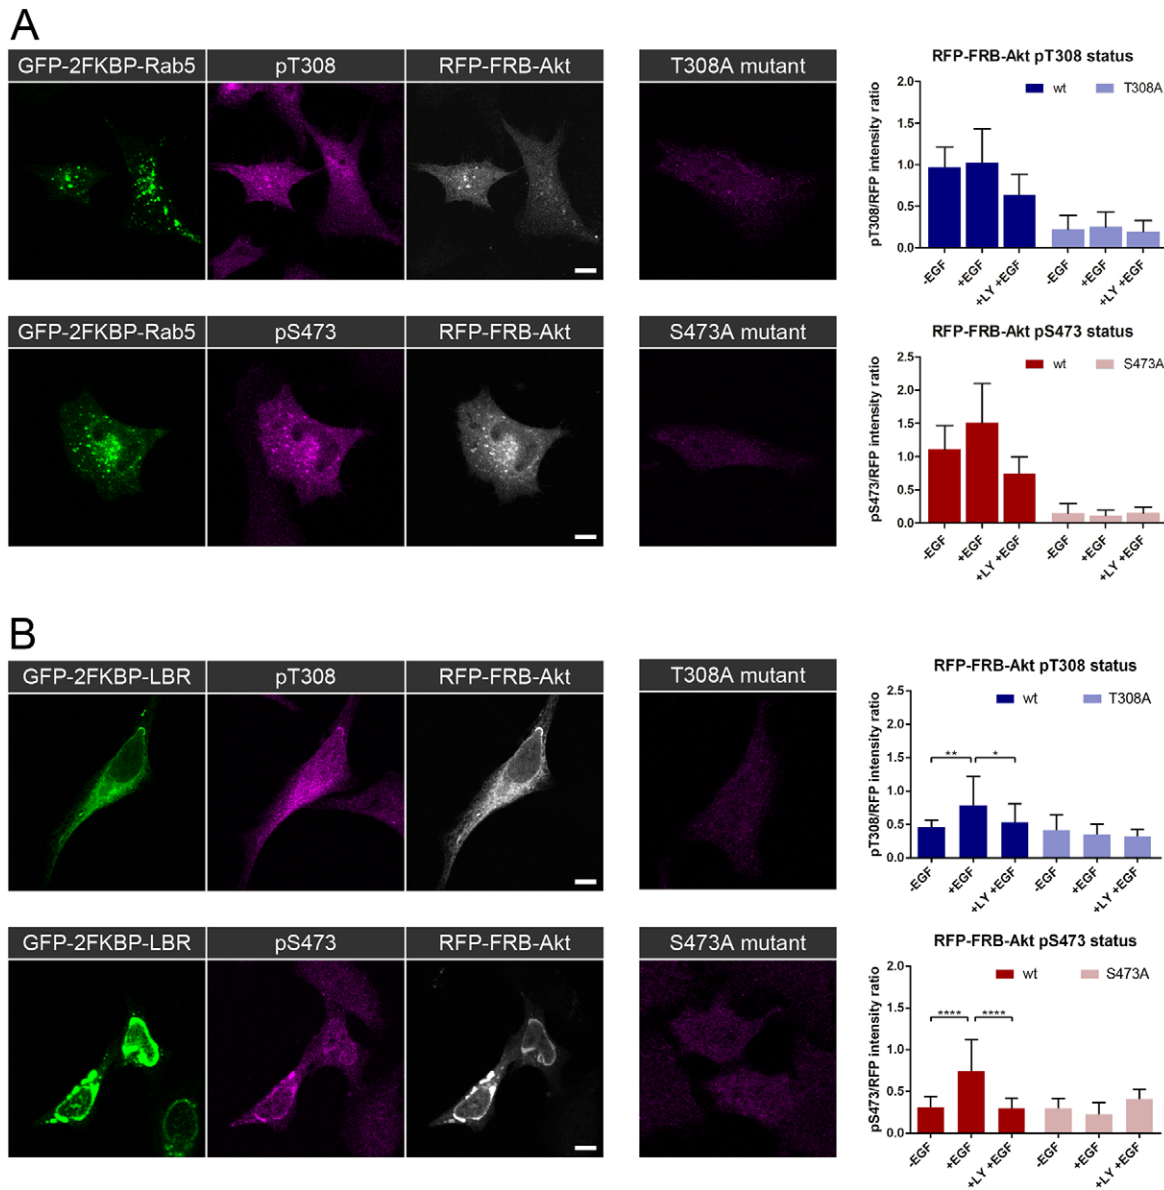 A
GFP-2FKBP-Rab5 pT308 RFP-FRB-Akt T308A mutant
RFP-FRB-Akt pT308 status
wt T308A
pT308/RFP intensity ratio
2.0
1.5
1.0
0.5
0.0
-EGF +EGF +LY +EGF -EGF +EGF +LY +EGF
GFP-2FKBP-Rab5 pS473 RFP-FRB-Akt S473A mutant
RFP-FRB-Akt pS473 status
wt S473A
pS473/RFP intensity ratio
2.5
2.0
1.5
1.0
0.5
0.0
-EGF +EGF +LY +EGF -EGF +EGF +LY +EGF
B
GFP-2FKBP-LBR pT308 RFP-FRB-Akt T308A mutant
RFP-FRB-Akt pT308 status
wt T308A
pT308/RFP intensity ratio
2.5
2.0
1.5
1.0
0.5
0.0
** *
-EGF +EGF +LY +EGF -EGF +EGF +LY +EGF
GFP-2FKBP-LBR pS473 RFP-FRB-Akt S473A mutant
RFP-FRB-Akt pS473 status
wt S473A
pS473/RFP intensity ratio
2.0
1.5
1.0
0.5
0.0
**** ****
-EGF +EGF +LY +EGF -EGF +EGF +LY +EGF